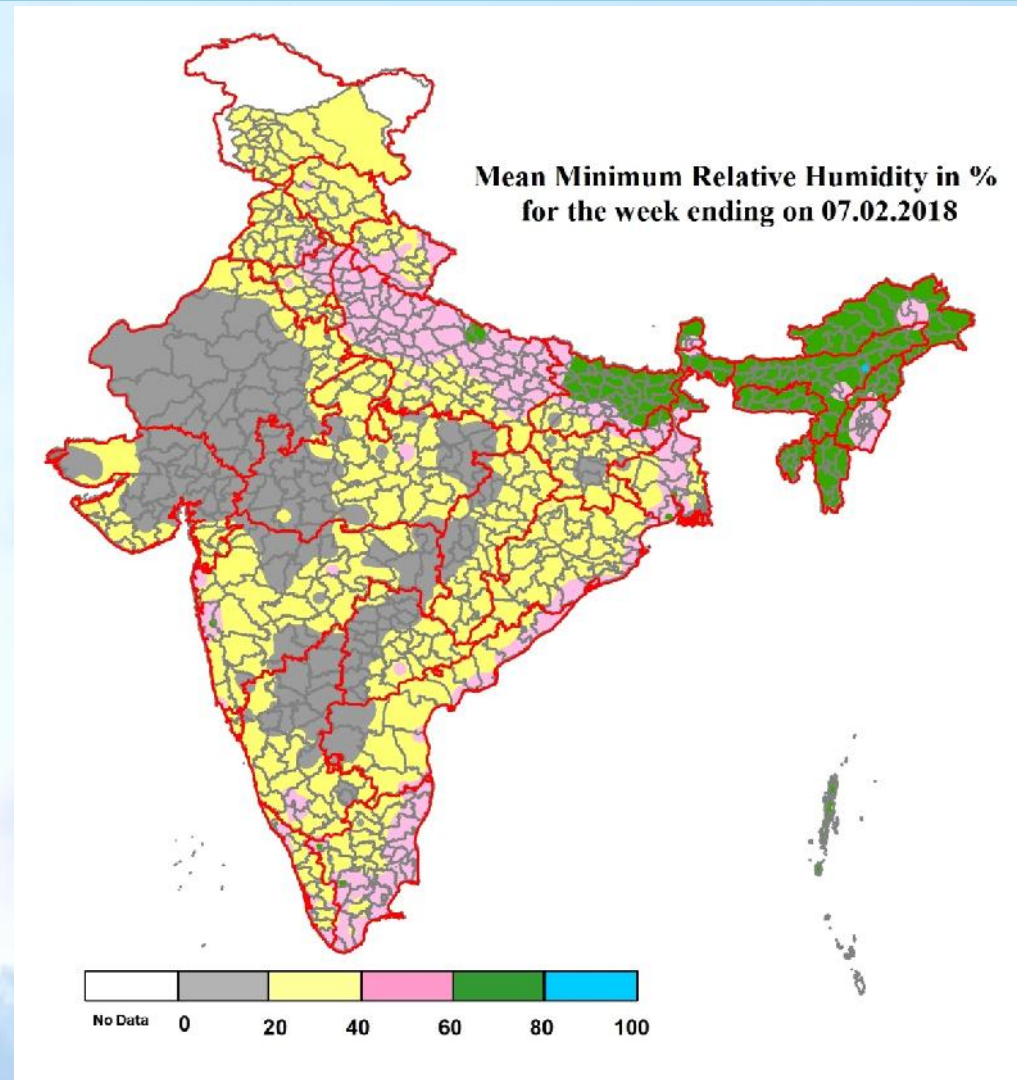 Mean Minimum Relative Humidity in %
for the week ending on 07.02.2018
No Data 0 20 40 60 80 100